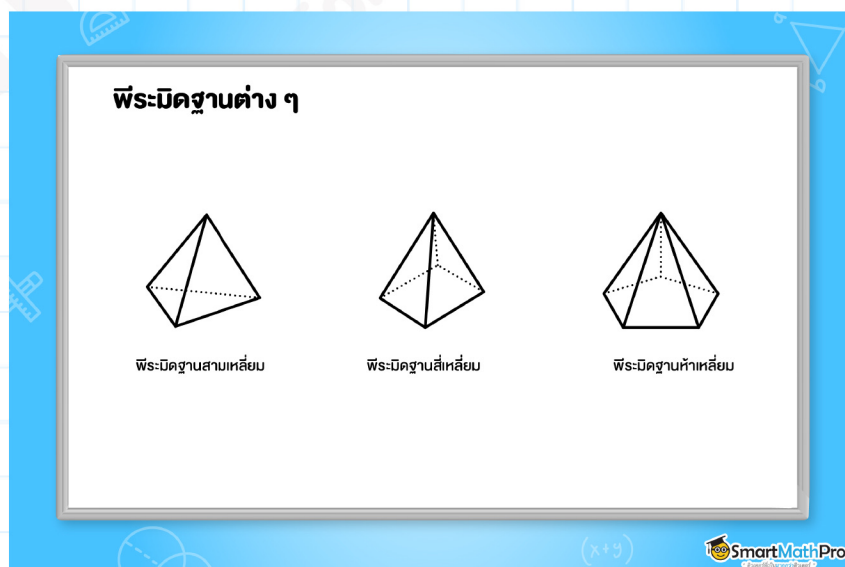 พีระมิดฐานต่าง ๆ
พีระมิดฐานสามเหลี่ยม
พีระมิดฐานสี่เหลี่ยม
พีระมิดฐานห้าเหลี่ยม
(x+y)
SmartMathPro